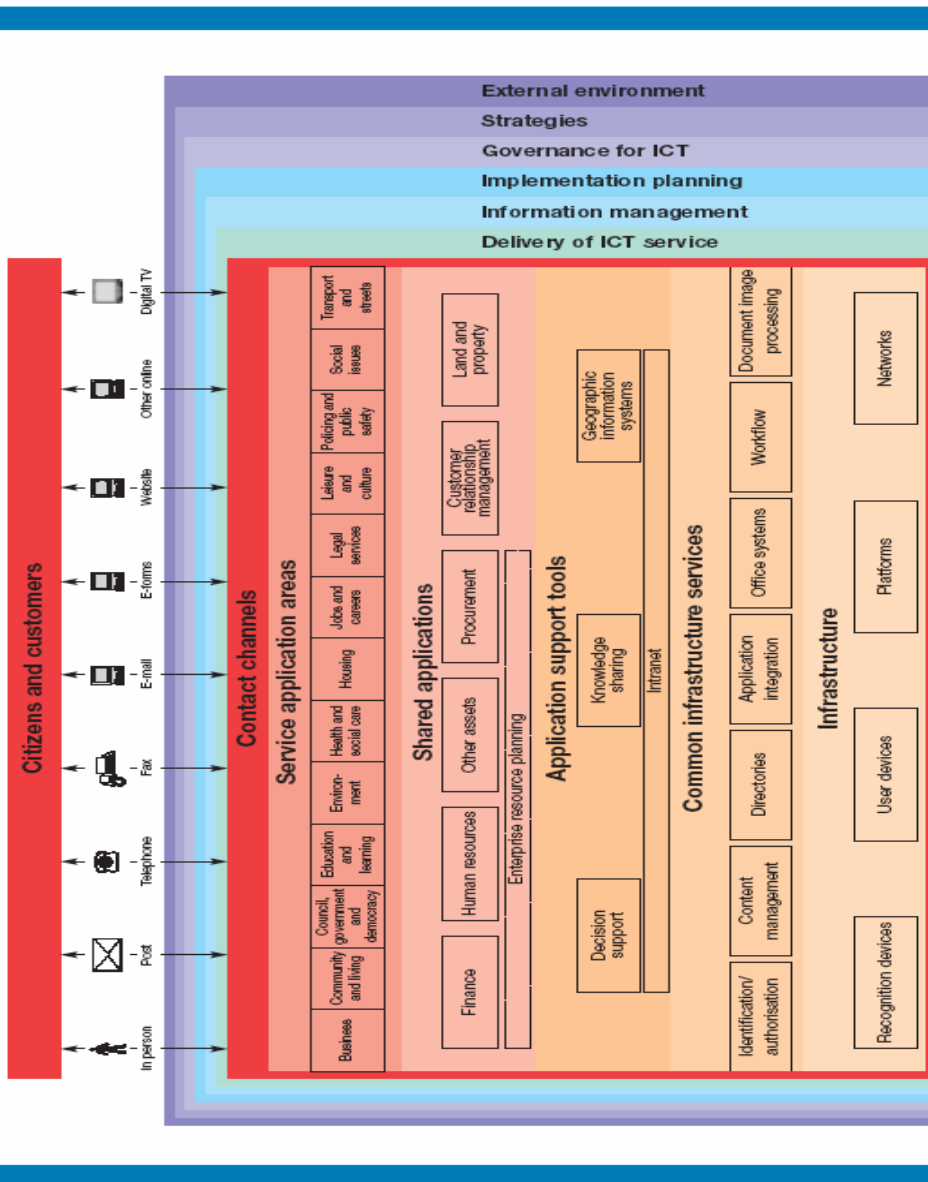 External environment
Strategies
Governance for ICT
Implementation planning
Information management
Delivery of ICT service
Citizens and customers
In person
Post
Telephone
Fax
E-mail
E-forms
Website
Other online
Digital TV
Contact channels
Service application areas
Business
Community
and living
Council,
government
and
democracy
Education
and
learning
Environ-
ment
Health and
social care
Housing
Jobs and
careers
Legal
services
Leisure
and
culture
Policing and
public
safety
Social
issues
Transport
and
streets
Shared applications
Finance
Human resources
Other assets
Procurement
Customer
relationship
management
Land and
property
Enterprise resource planning
Application support tools
Decision
support
Knowledge
sharing
Geographic
information
systems
Intranet
Common infrastructure services
Identification/
authorisation
Content
management
Directories
Application
integration
Office systems
Workflow
Document image
processing
Infrastructure
Recognition devices
User devices
Platforms
Networks